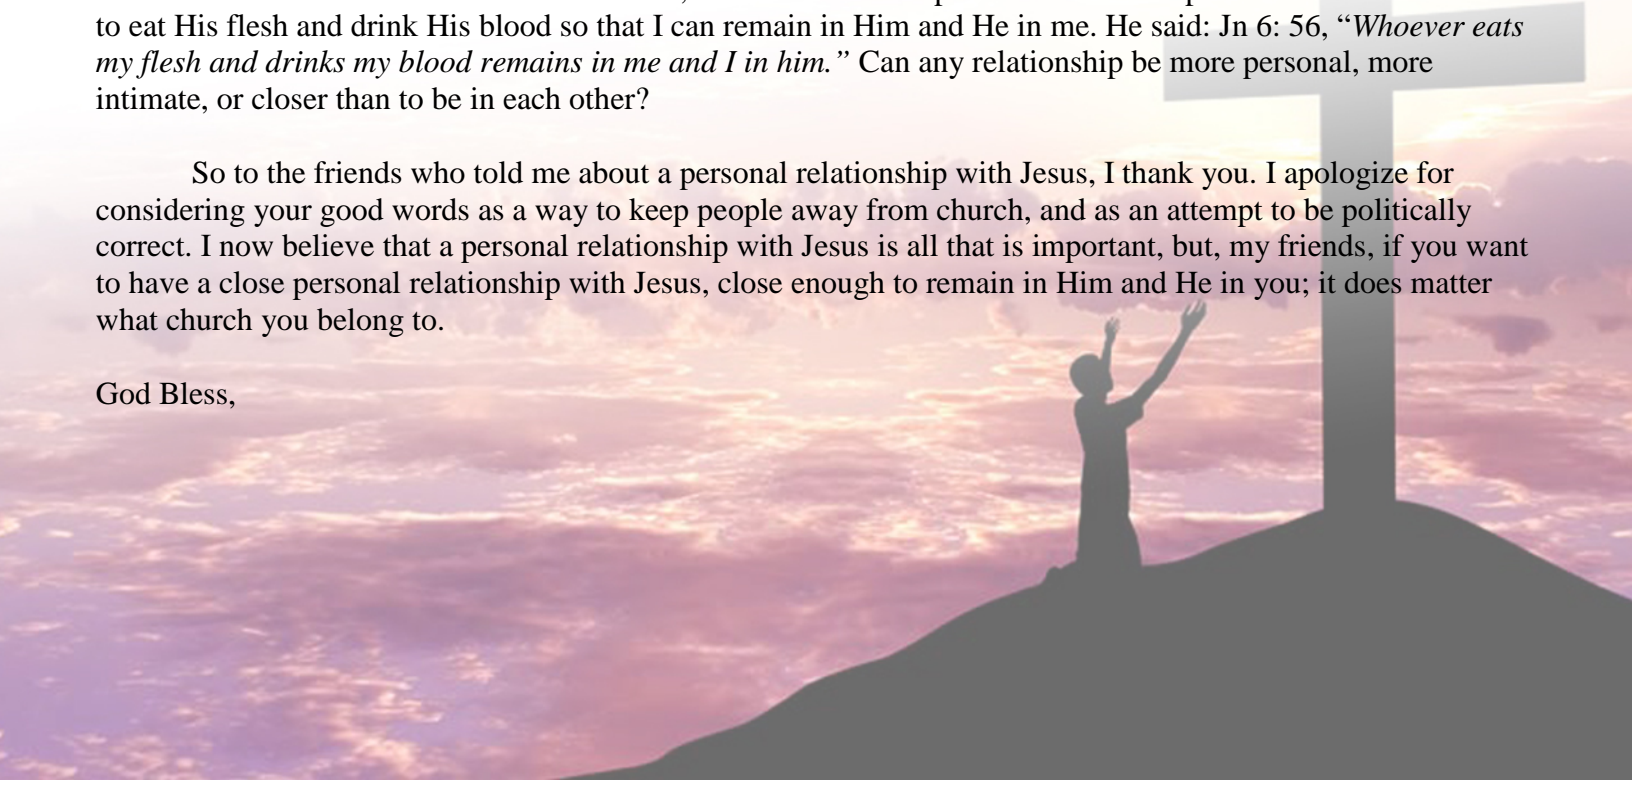 to eat His flesh and drink His blood so that I can remain in Him and He in me. He said: Jn 6: 56, “Whoever eats
my flesh and drinks my blood remains in me and I in him.” Can any relationship be more personal, more
intimate, or closer than to be in each other?
So to the friends who told me about a personal relationship with Jesus, I thank you. I apologize for
considering your good words as a way to keep people away from church, and as an attempt to be politically
correct. I now believe that a personal relationship with Jesus is all that is important, but, my friends, if you want
to have a close personal relationship with Jesus, close enough to remain in Him and He in you; it does matter
what church you belong to.
God Bless,